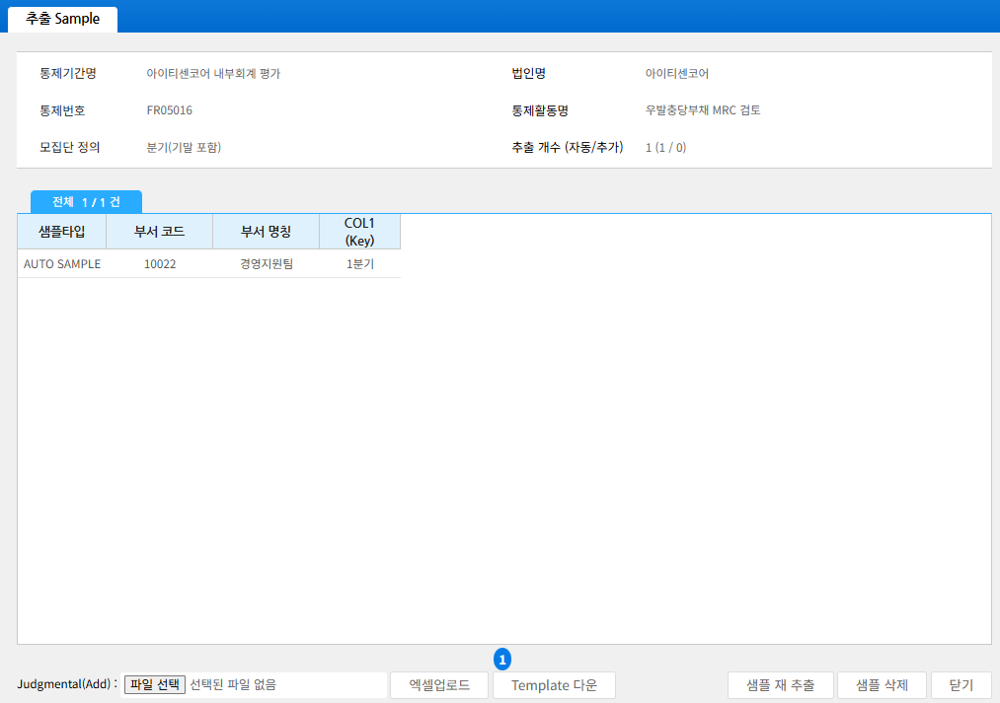 추출 Sample
통제기간명 아이티센코어 내부회계 평가 법인명 아이티센코어
통제번호 FR05016 통제활동명 우발충당부채 MRC 검토
모집단 정의 분기(기말 포함) 추출 개수 (자동/추가) 1 (1 / 0)
전체 1 / 1 건
샘플타입 부서 코드 부서 명칭 COL1
(Key)
AUTO SAMPLE 10022 경영지원팀 1분기
1
Judgmental(Add) : 파일 선택 선택된 파일 없음 엑셀업로드 Template 다운 샘플 재 추출 샘플 삭제 닫기